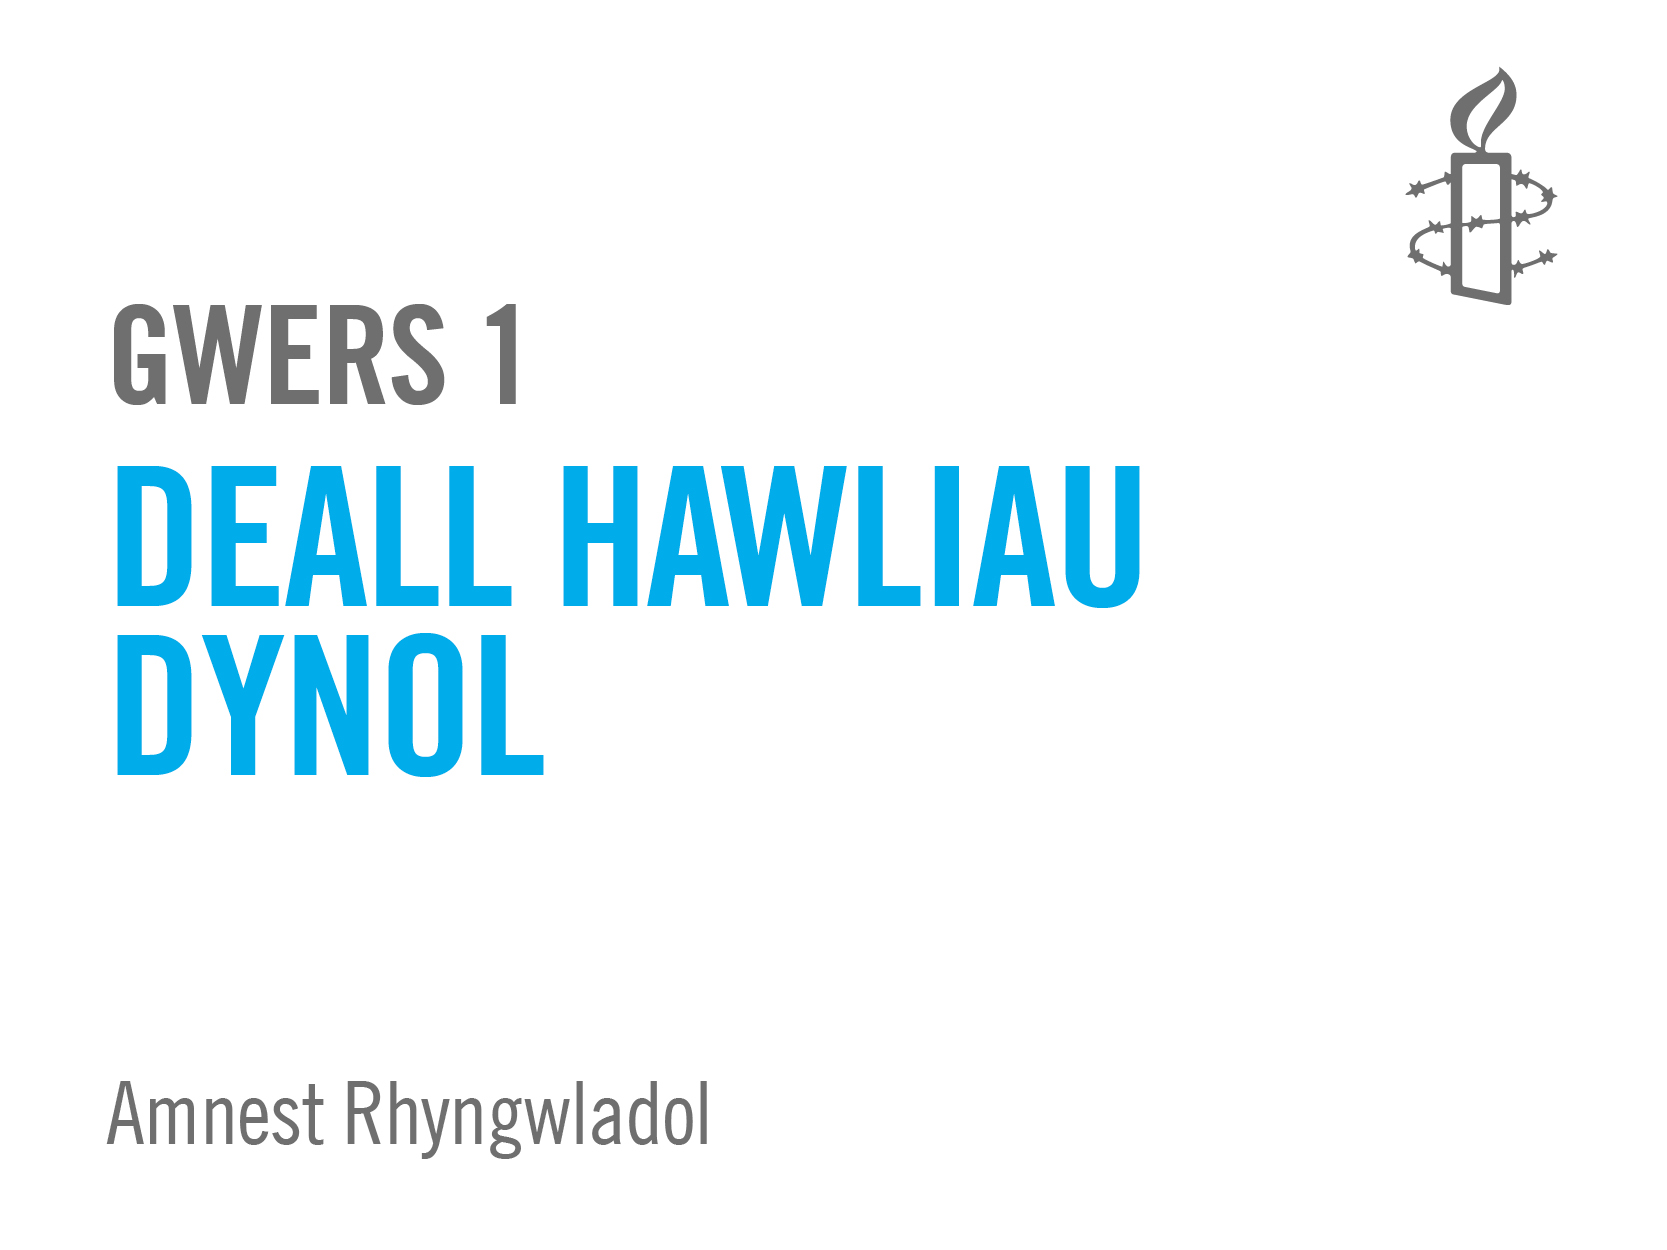 GWERS 1
DEALL HAWLIAU
DYNOL
Amnest Rhyngwladol